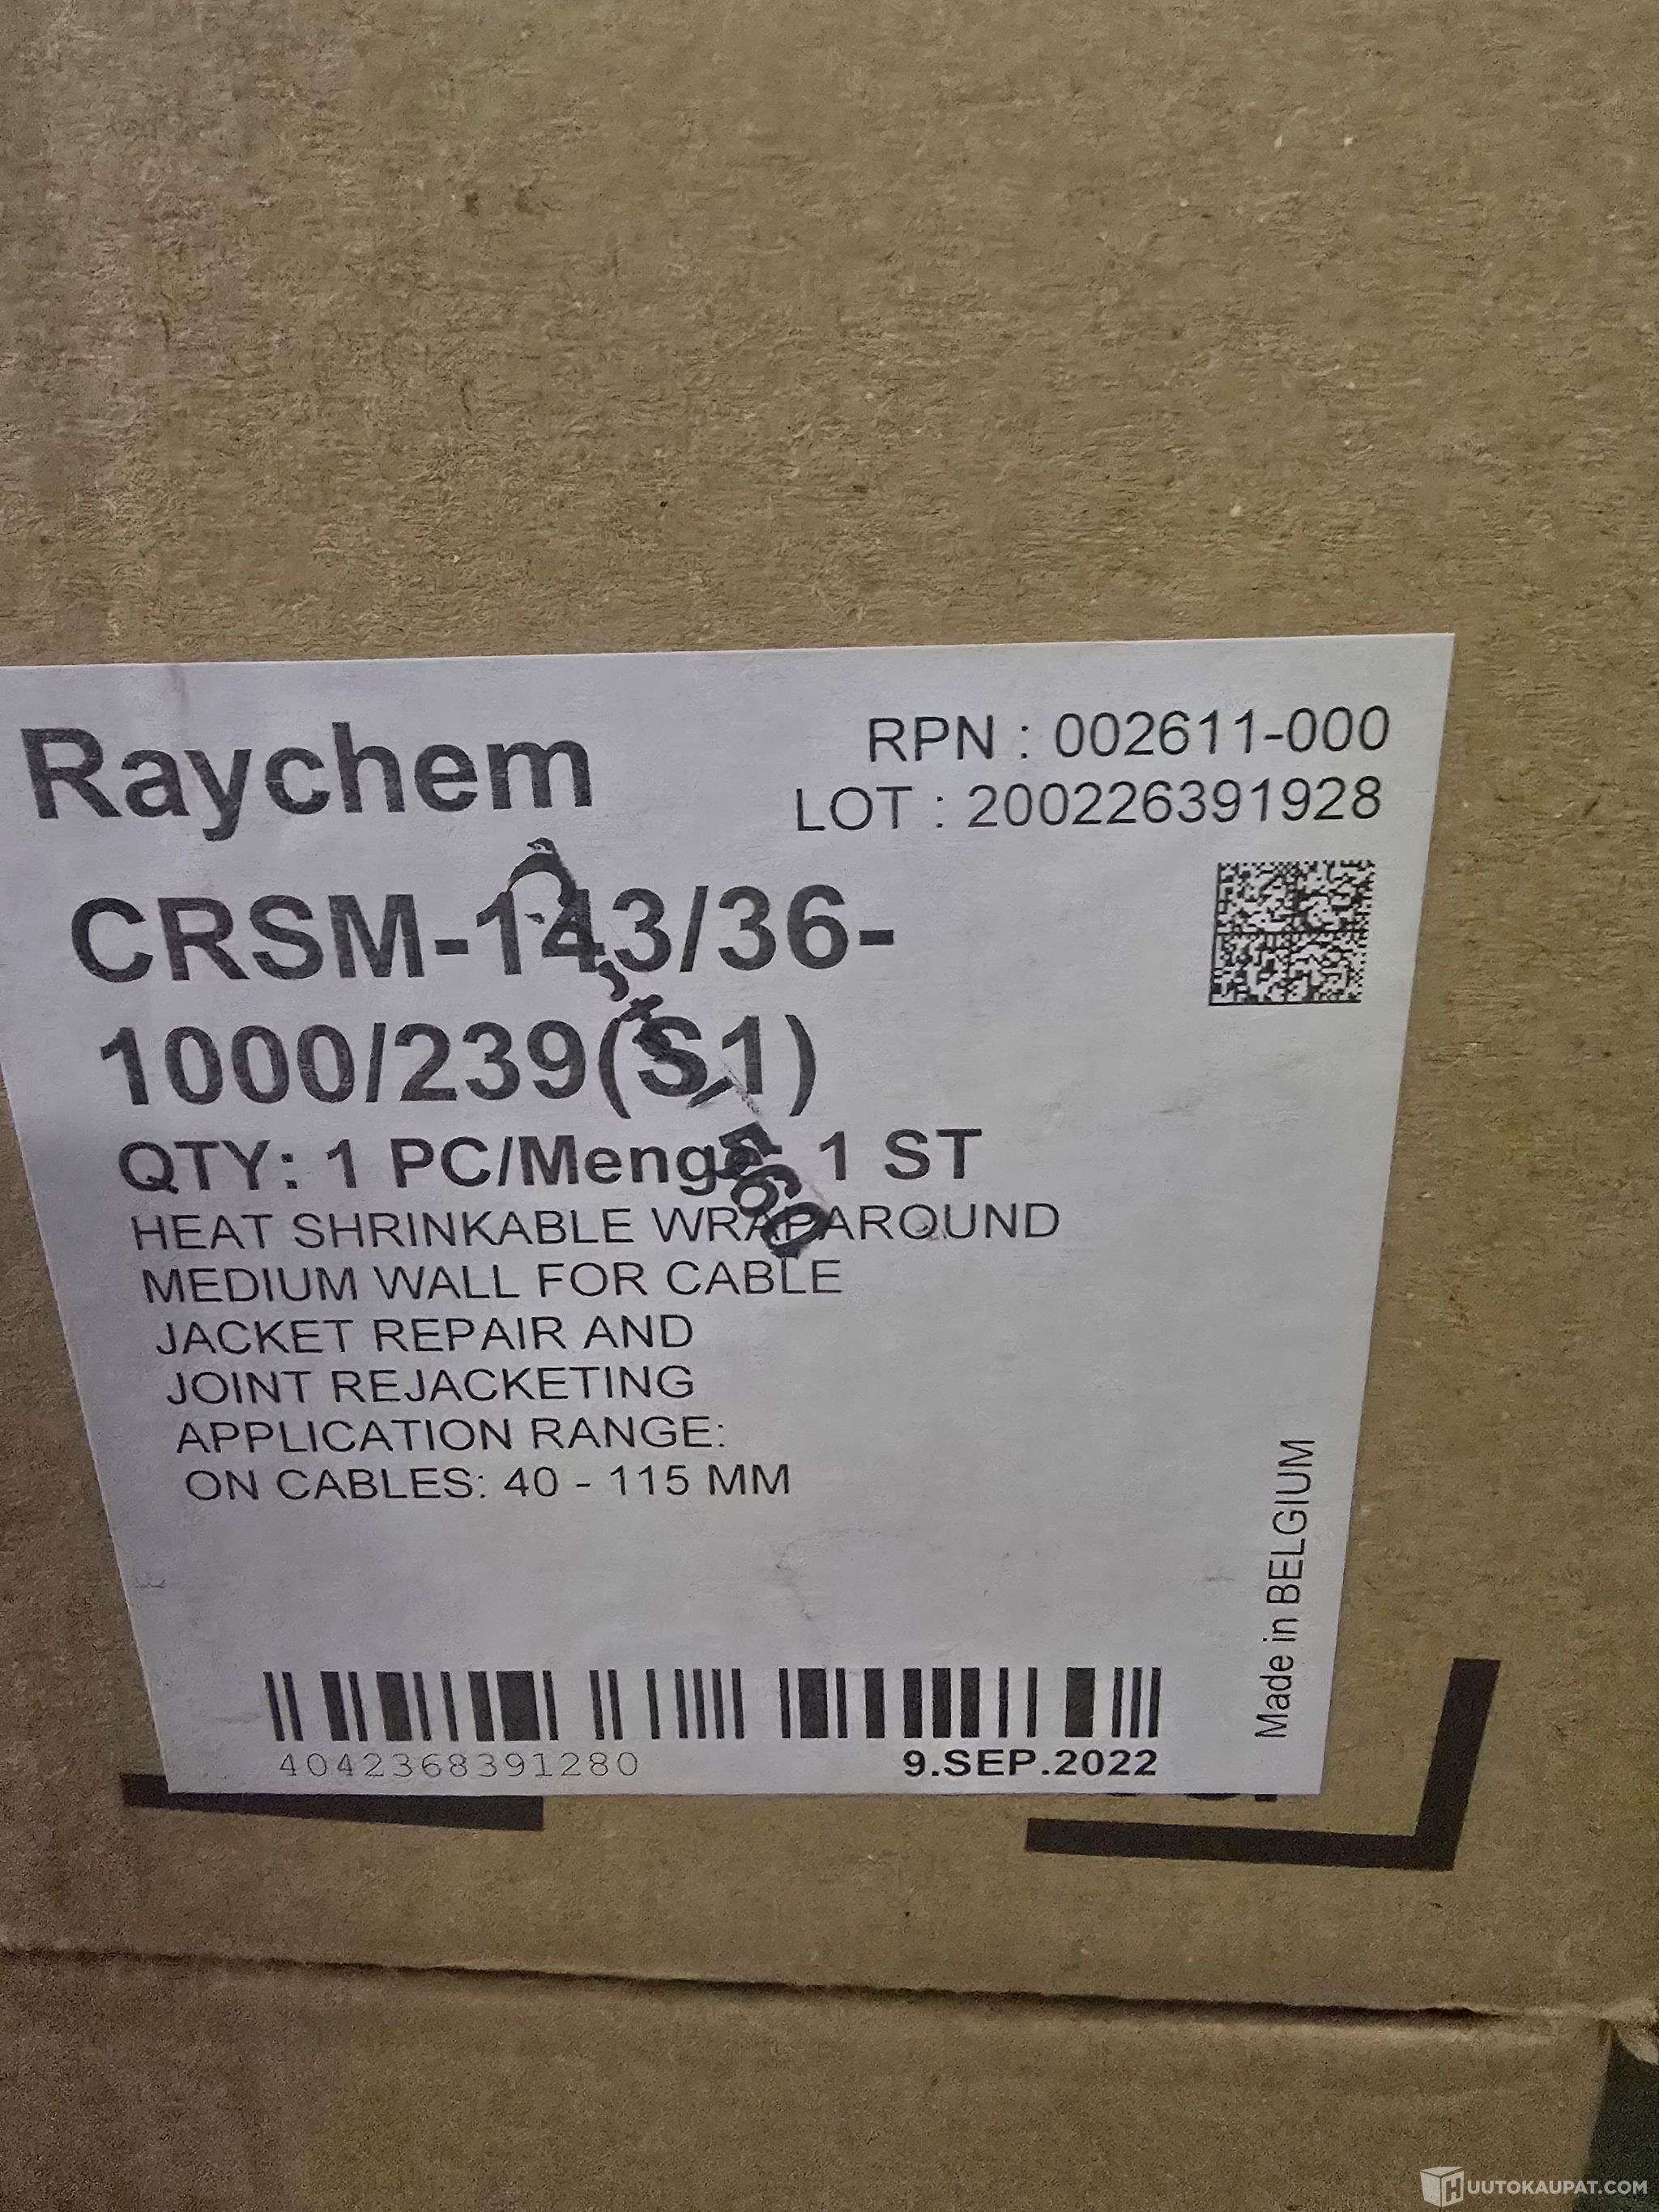 Raychem
RPN : 002611-000
LOT : 200226391928
CRSM-143/36-
1000/239(S1)
QTY: 1 PC/Menge 1 ST
HEAT SHRINKABLE WRAPAROUND
MEDIUM WALL FOR CABLE
JACKET REPAIR AND
JOINT REJACKETING
APPLICATION RANGE:
ON CABLES: 40 - 115 MM
Made in BELGIUM
4042368391280
9.SEP.2022
HUUTOKAUPAT.COM